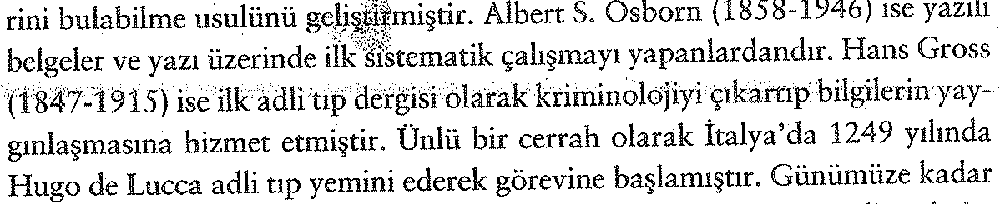 rini bulabilme usulünü geliştirmiştir. Albert S. Osborn (1858-1946) ise yazılı
belgeler ve yazı üzerinde ilk sistematik çalışmayı yapanlardandır. Hans Gross
(1847-1915) ise ilk adli tıp dergisi olarak kriminolojiyi çıkartıp bilgilerin yay-
gınlaşmasına hizmet etmiştir. Ünlü bir cerrah olarak İtalya’da 1249 yılında
Hugo de Lucca adli tıp yemini ederek görevine başlamıştır. Günümüze kadar